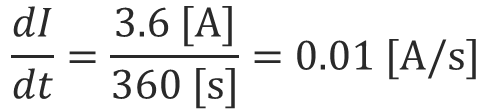 dI/dt = 3.6 [A]/360 [s] = 0.01 [A/s]